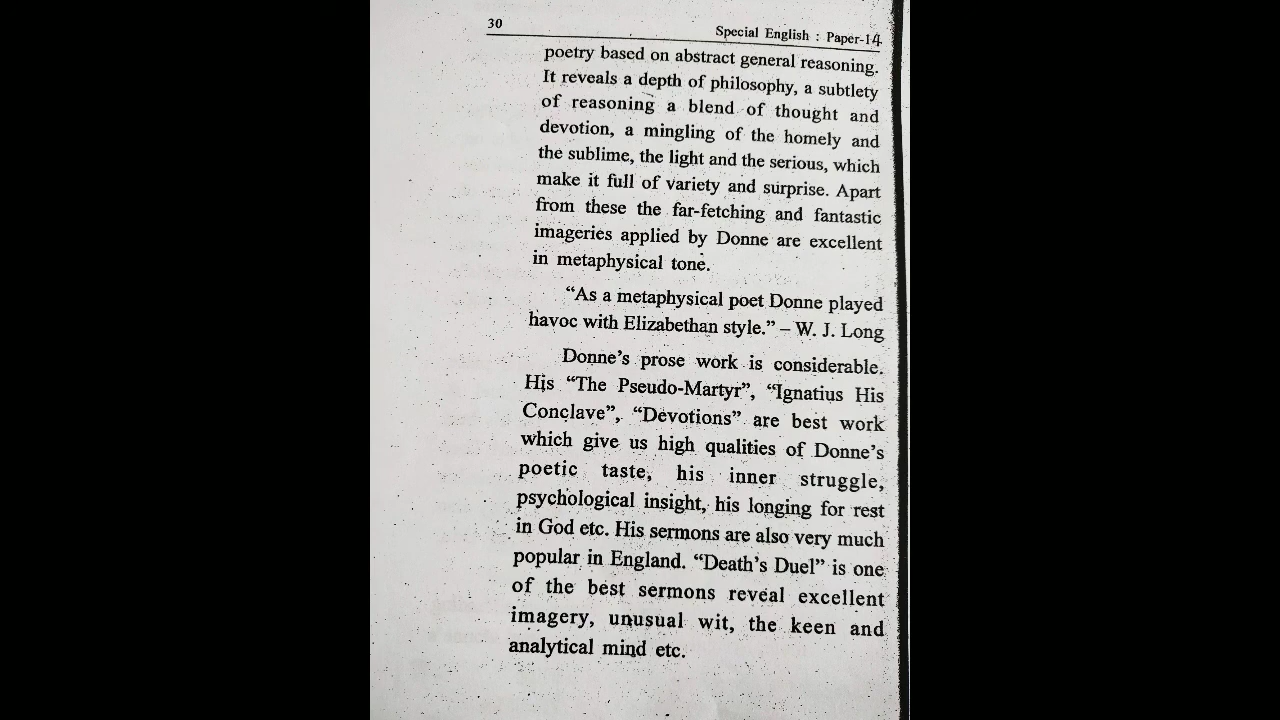 30
Special English : Paper-14
poetry based on abstract general reasoning.
It reveals a depth of philosophy, a subtlety
of reasoning a blend of thought and
devotion, a mingling of the homely and
the sublime, the light and the serious, which
make it full of variety and surprise. Apart
from these the far-fetching and fantastic
imageries applied by Donne are excellent
in metaphysical tone.
“As a metaphysical poet Donne played
havoc with Elizabethan style.” – W. J. Long
Donne’s prose work is considerable.
His “The Pseudo-Martyr”, “Ignatius His
Conclave”, “Devotions” are best work
which give us high qualities of Donne’s
poetic taste, his inner struggle,
psychological insight, his longing for rest
in God etc. His sermons are also very much
popular in England. “Death’s Duel” is one
of the best sermons reveal excellent
imagery, unusual wit, the keen and
analytical mind etc.